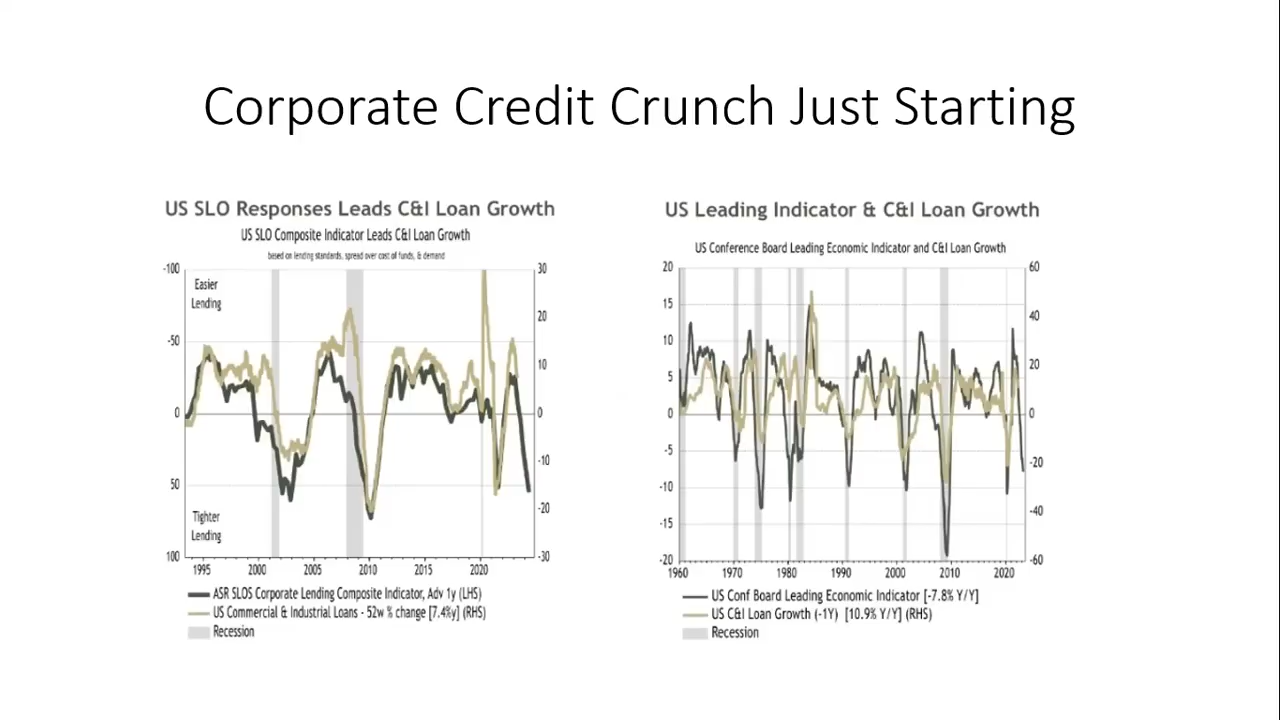 Corporate Credit Crunch Just Starting
US SLO Responses Leads C&I Loan Growth
US SLO Composite Indicator Leads C&I Loan Growth
based on lending standards, spread over cost of funds, & demand
-100
-50
0
50
100
Easier
Lending
Tighter
Lending
30
20
10
0
-10
-20
-30
1995 2000 2005 2010 2015 2020
ASR SLOS Corporate Lending Composite Indicator, Adv 1y (LHS)
US Commercial & Industrial Loans - 52w % change [7.4%y] (RHS)
Recession
US Leading Indicator & C&I Loan Growth
US Conference Board Leading Economic Indicator and C&I Loan Growth
20
15
10
5
0
-5
-10
-15
-20
60
40
20
0
-20
-40
-60
1960 1970 1980 1990 2000 2010 2020
US Conf Board Leading Economic Indicator [-7.8% Y/Y]
US C&I Loan Growth (-1Y) [10.9% Y/Y] (RHS)
Recession